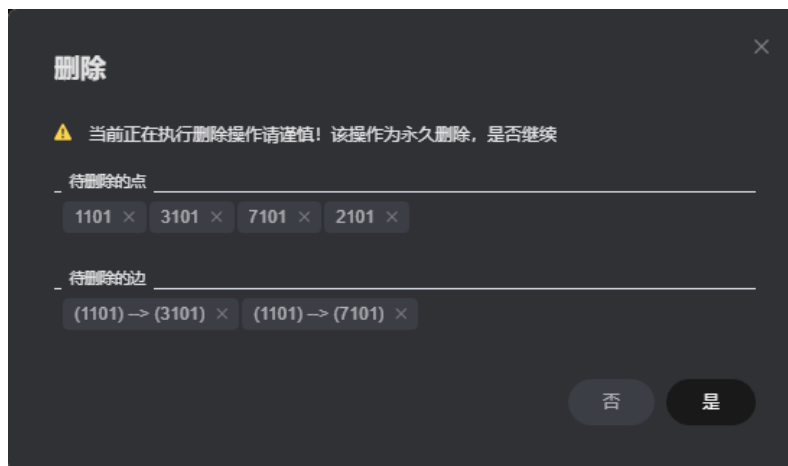 删除
当前正在执行删除操作请谨慎！该操作为永久删除，是否继续
待删除的点
1101 × 3101 × 7101 × 2101 ×
待删除的边
(1101) --> (3101) × (1101) --> (7101) ×
否 是